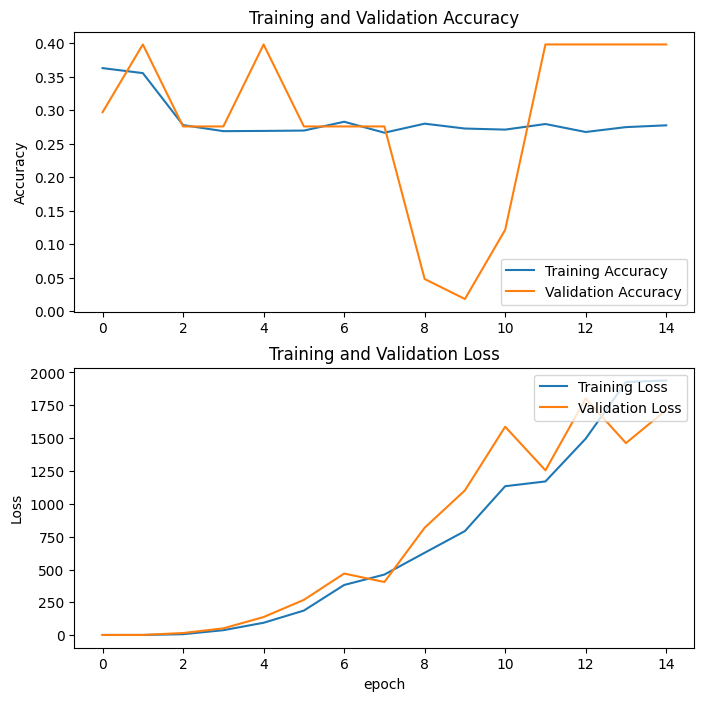 Training and Validation Accuracy
0.40
0.35
0.30
0.25
0.20
0.15
0.10
0.05
0.00
Accuracy
Training Accuracy
Validation Accuracy
0 2 4 6 8 10 12 14
Training and Validation Loss
2000
1750
1500
1250
1000
750
500
250
0
Loss
Training Loss
Validation Loss
0 2 4 6 8 10 12 14
epoch